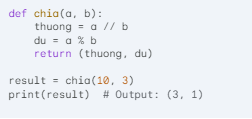 def chia(a, b):
    thuong = a // b
    du = a % b
    return (thuong, du)

result = chia(10, 3)
print(result)  # Output: (3, 1)